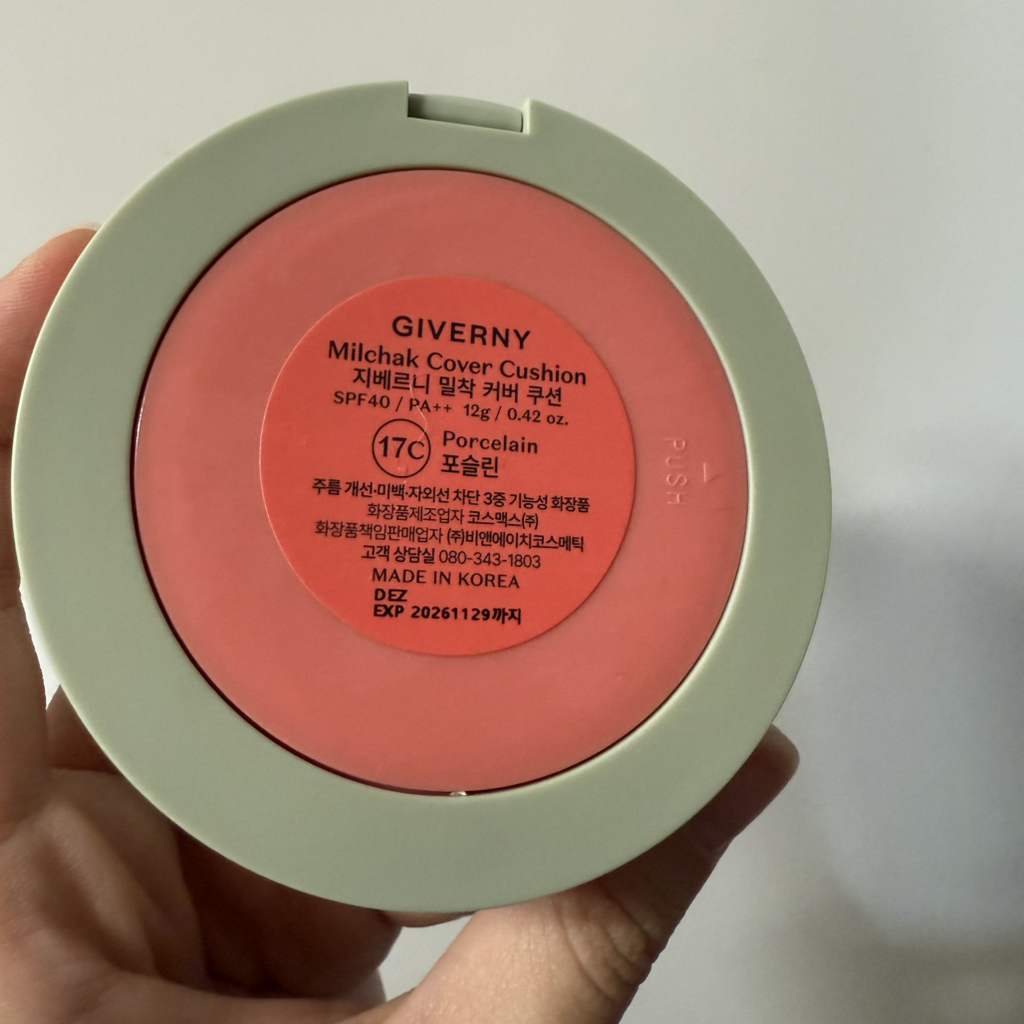 GIVERNY
Milchak Cover Cushion
지베르니 밀착 커버 쿠션
SPF40 / PA++ 12g / 0.42 oz.
17C Porcelain
포슬린
주름 개선·미백·자외선 차단 3중 기능성 화장품
화장품제조업자 코스맥스㈜
화장품책임판매업자 ㈜비앤에이치코스메틱
고객 상담실 080-343-1803
MADE IN KOREA
DEZ
EXP 20261129까지
PUSH